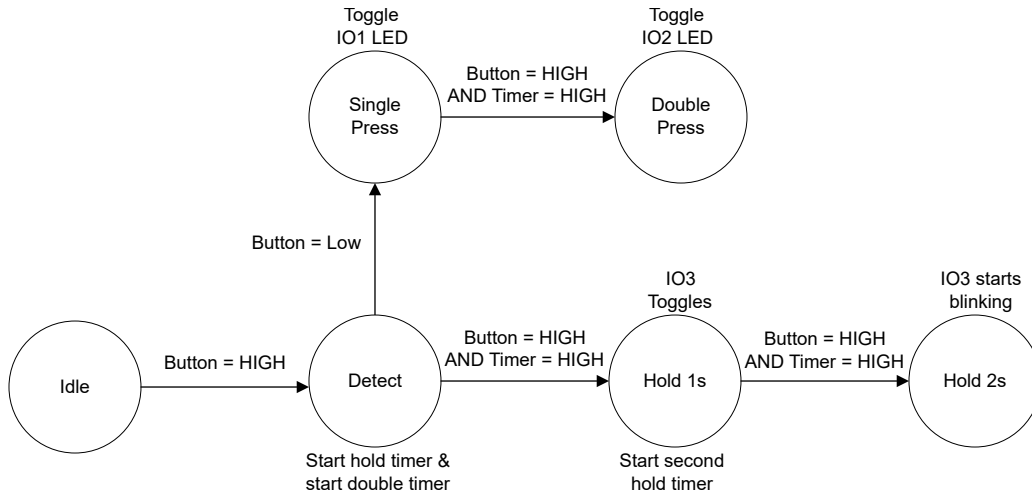 Toggle
IO1 LED
Single
Press
Button = HIGH
AND Timer = HIGH
Toggle
IO2 LED
Double
Press
Button = Low
Idle
Button = HIGH
Detect
Start hold timer &
start double timer
Button = HIGH
AND Timer = HIGH
IO3
Toggles
Hold 1s
Start second
hold timer
Button = HIGH
AND Timer = HIGH
IO3 starts
blinking
Hold 2s